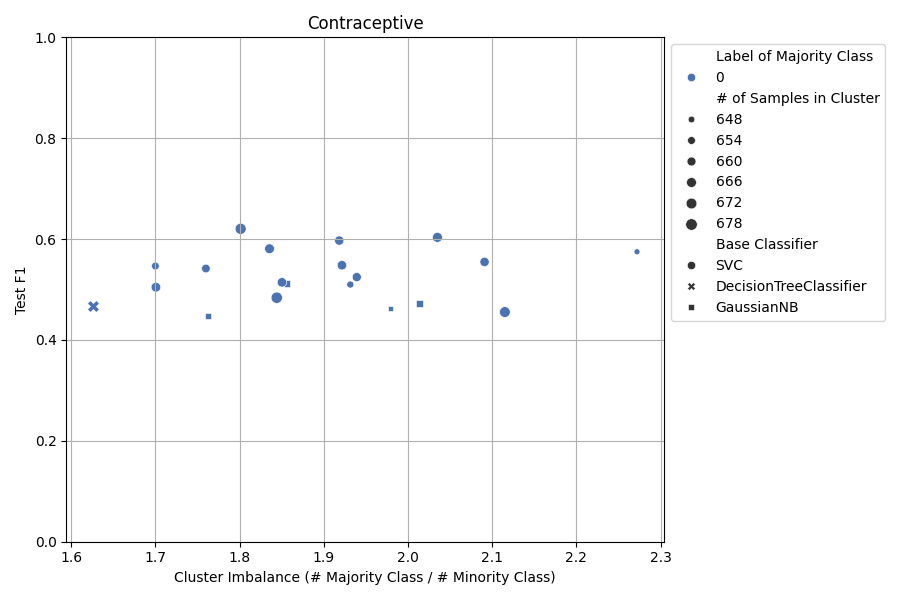 Contraceptive
1.0
0.8
0.6
0.4
0.2
0.0
Test F1
1.6 1.7 1.8 1.9 2.0 2.1 2.2 2.3
Cluster Imbalance (# Majority Class / # Minority Class)
Label of Majority Class
0
# of Samples in Cluster
648
654
660
666
672
678
Base Classifier
SVC
DecisionTreeClassifier
GaussianNB